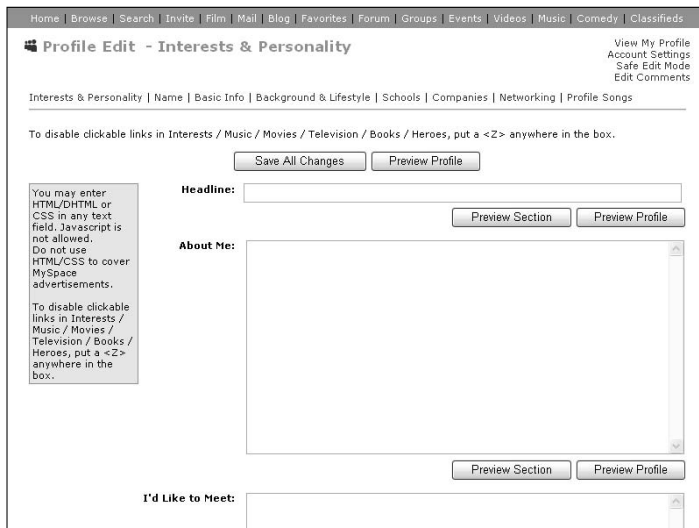 Home | Browse | Search | Invite | Film | Mail | Blog | Favorites | Forum | Groups | Events | Videos | Music | Comedy | Classifieds
Profile Edit - Interests & Personality
View My Profile
Account Settings
Safe Edit Mode
Edit Comments
Interests & Personality | Name | Basic Info | Background & Lifestyle | Schools | Companies | Networking | Profile Songs
To disable clickable links in Interests / Music / Movies / Television / Books / Heroes, put a <Z> anywhere in the box.
Save All Changes Preview Profile
You may enter
HTML/DHTML or
CSS in any text
field. Javascript is
not allowed.
Do not use
HTML/CSS to cover
MySpace
advertisements.
To disable clickable
links in Interests /
Music / Movies /
Television / Books /
Heroes, put a <Z>
anywhere in the
box.
Headline:
Preview Section Preview Profile
About Me:
Preview Section Preview Profile
I'd Like to Meet: